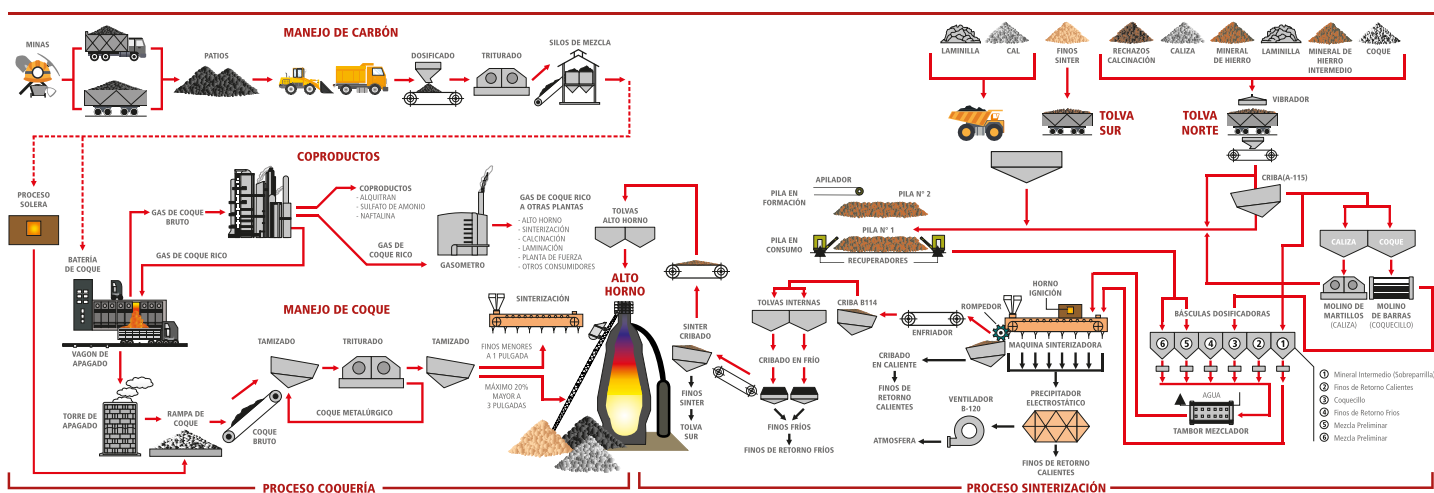 MANEJO DE CARBÓN
MINAS
PATIOS
DOSIFICADO
TRITURADO
SILOS DE MEZCLA
COPRODUCTOS
PROCESO
SOLERA
GAS DE COQUE
BRUTO
COPRODUCTOS
- ALQUITRAN
- SULFATO DE AMONIO
- NAFTALINA
GAS DE
COQUE RICO
GAS DE COQUE RICO
GASOMETRO
GAS DE COQUE RICO
A OTRAS PLANTAS
- ALTO HORNO
- SINTERIZACIÓN
- CALCINACIÓN
- LAMINACIÓN
- PLANTA DE FUERZA
- OTROS CONSUMIDORES
BATERÍA
DE COQUE
VAGON DE
APAGADO
MANEJO DE COQUE
TORRE DE
APAGADO
RAMPA DE
COQUE
COQUE
BRUTO
TAMIZADO
TRITURADO
TAMIZADO
COQUE METALÚRGICO
SINTERIZACIÓN
FINOS MENORES
A 1 PULGADA
MÁXIMO 20%
MAYOR A
3 PULGADAS
TOLVAS
ALTO HORNO
ALTO
HORNO
PROCESO COQUERÍA
LAMINILLA
CAL
FINOS
SINTER
RECHAZOS
CALCINACIÓN
CALIZA
MINERAL
DE HIERRO
LAMINILLA
MINERAL DE
HIERRO
INTERMEDIO
COQUE
TOLVA
SUR
TOLVA
NORTE
VIBRADOR
CRIBA(A-115)
APILADOR
PILA EN
FORMACIÓN
PILA N° 2
PILA N° 1
PILA EN
CONSUMO
RECUPERADORES
CALIZA
COQUE
MOLINO DE
MARTILLOS
(CALIZA)
MOLINO
DE BARRAS
(COQUECILLO)
BÁSCULAS DOSIFICADORAS
6
5
4
3
2
1
AGUA
TAMBOR MEZCLADOR
1 Mineral Intermedio (Sobreparrilla)
2 Finos de Retorno Calientes
3 Coquecillo
4 Finos de Retorno Frios
5 Mezcla Preliminar
6 Mezcla Preliminar
HORNO
IGNICIÓN
ROMPEDOR
MAQUINA SINTERIZADORA
ENFRIADOR
CRIBA B114
TOLVAS INTERNAS
CRIBADO EN FRÍO
FINOS FRÍOS
FINOS DE RETORNO FRÍOS
SINTER
CRIBADO
FINOS
SINTER
TOLVA
SUR
CRIBADO
EN CALIENTE
FINOS DE
RETORNO
CALIENTES
PRECIPITADOR
ELECTROSTÁTICO
VENTILADOR
B-120
ATMOSFERA
FINOS DE RETORNO
CALIENTES
PROCESO SINTERIZACIÓN